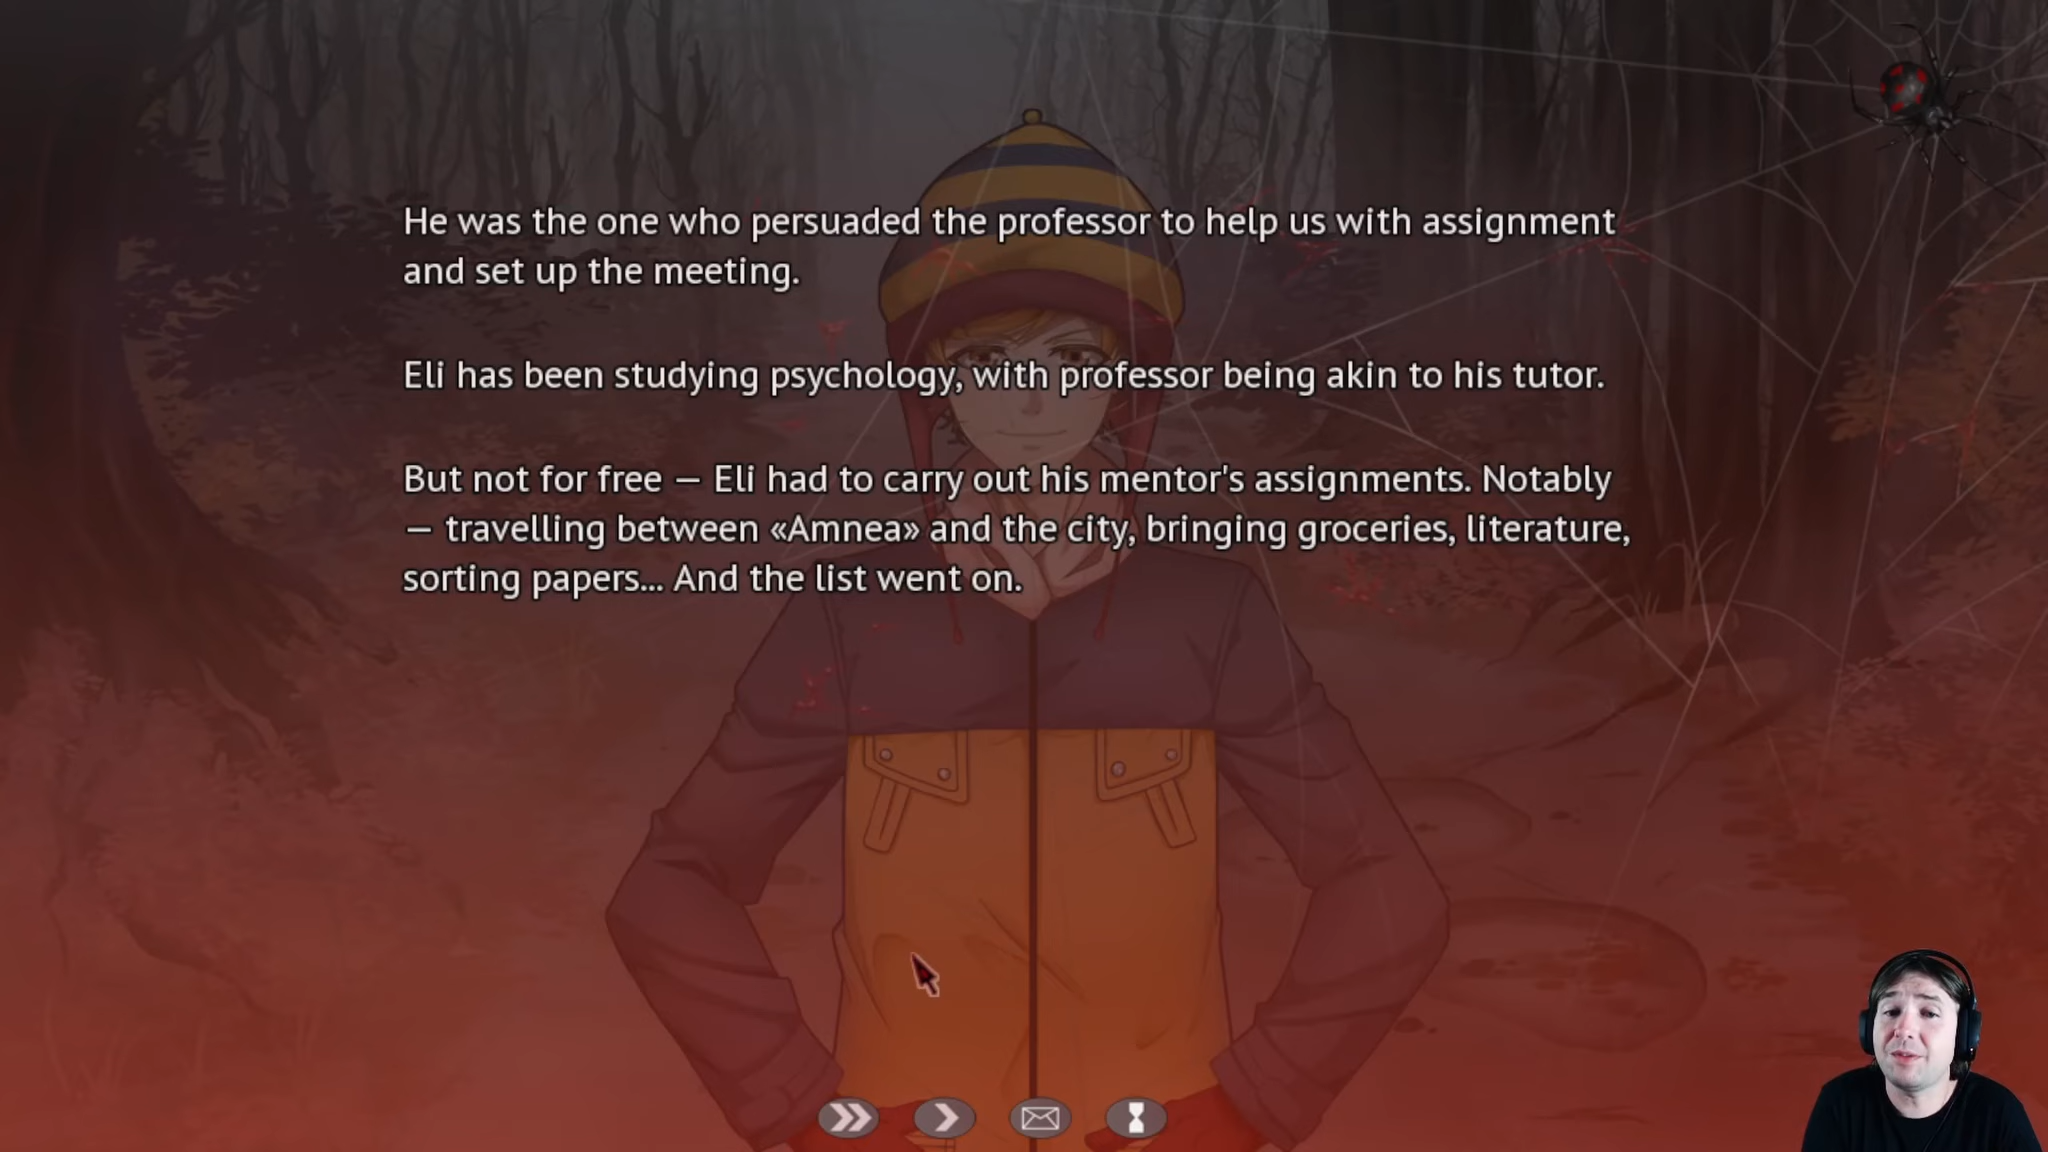 He was the one who persuaded the professor to help us with assignment
and set up the meeting.
Eli has been studying psychology, with professor being akin to his tutor.
But not for free — Eli had to carry out his mentor's assignments. Notably
— travelling between «Amnea» and the city, bringing groceries, literature,
sorting papers... And the list went on.